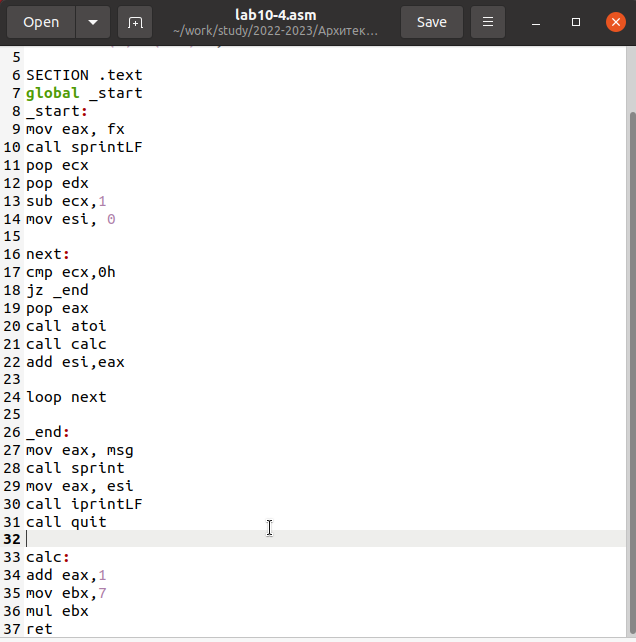 Open
lab10-4.asm
~/work/study/2022-2023/Архитек...
Save
5
6 SECTION .text
7 global _start
8 _start:
9 mov eax, fx
10 call sprintLF
11 pop ecx
12 pop edx
13 sub ecx,1
14 mov esi, 0
15
16 next:
17 cmp ecx,0h
18 jz _end
19 pop eax
20 call atoi
21 call calc
22 add esi,eax
23
24 loop next
25
26 _end:
27 mov eax, msg
28 call sprint
29 mov eax, esi
30 call iprintLF
31 call quit
32
33 calc:
34 add eax,1
35 mov ebx,7
36 mul ebx
37 ret